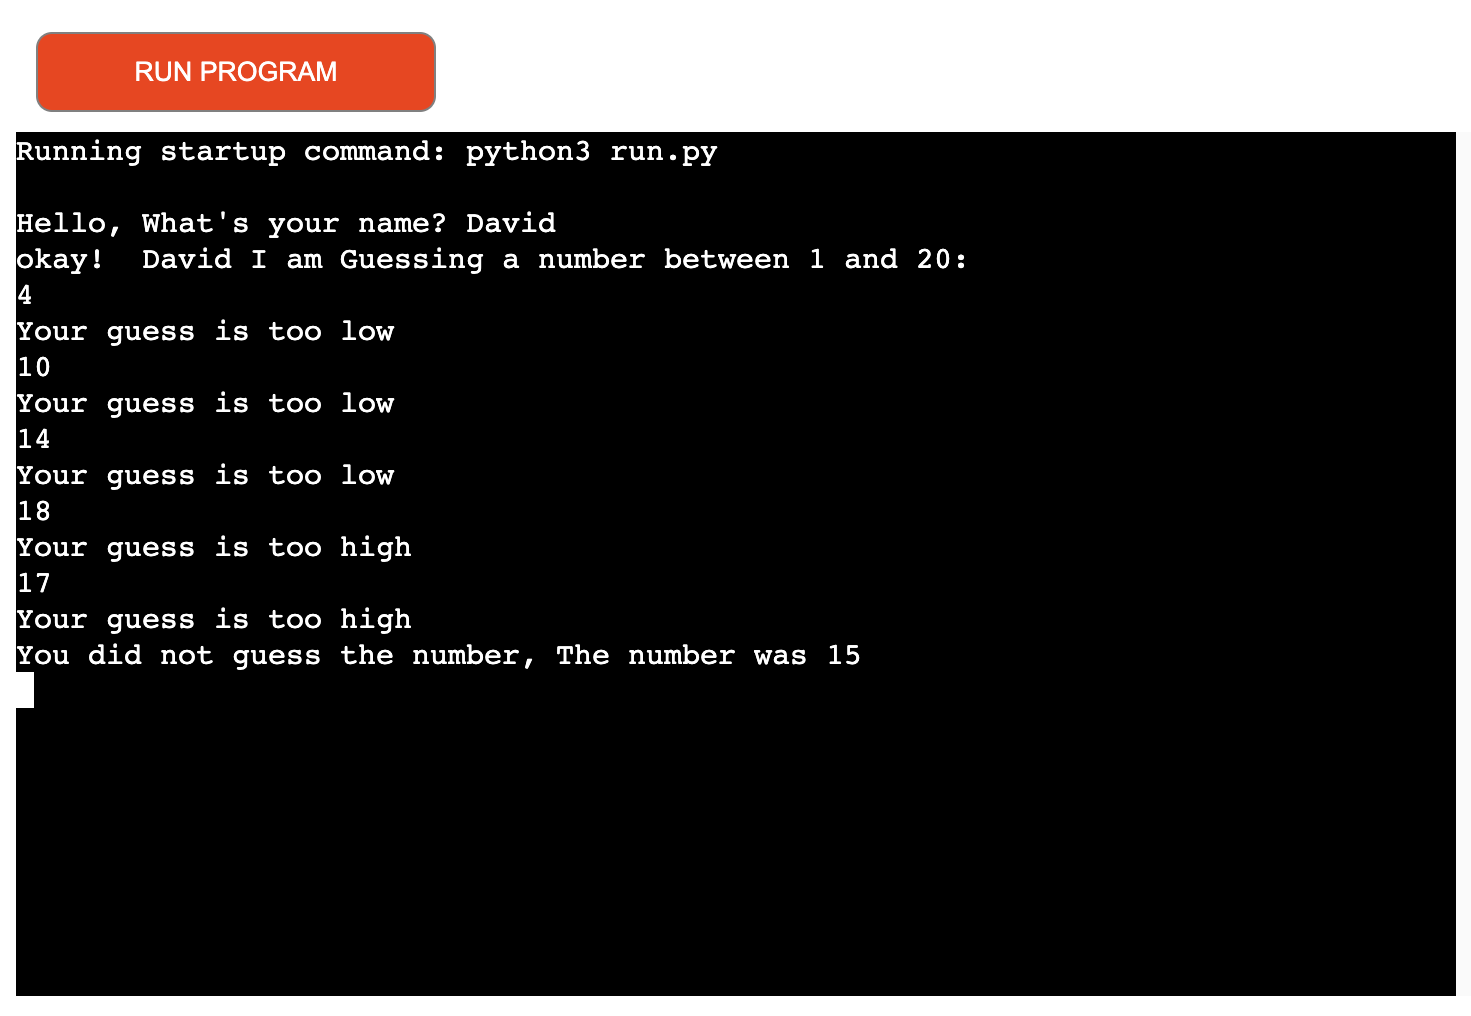 RUN PROGRAM
Running startup command: python3 run.py
Hello, What's your name? David
okay!  David I am Guessing a number between 1 and 20:
4
Your guess is too low
10
Your guess is too low
14
Your guess is too low
18
Your guess is too high
17
Your guess is too high
You did not guess the number, The number was 15